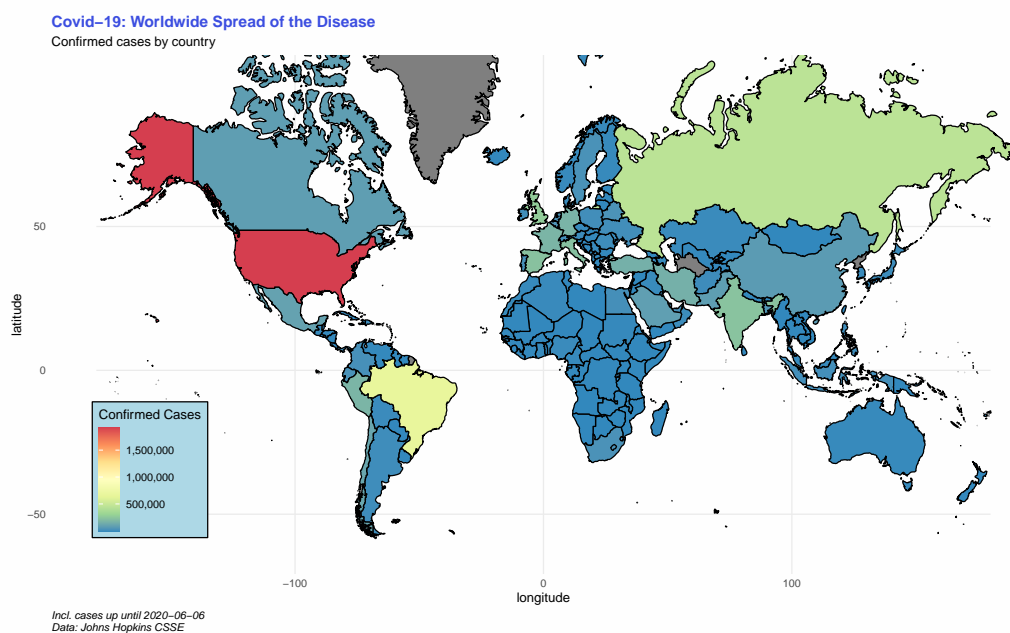 Covid−19: Worldwide Spread of the Disease
Confirmed cases by country
latitude
50
0
−50
Confirmed Cases
1,500,000
1,000,000
500,000
−100
0
100
longitude
Incl. cases up until 2020−06−06
Data: Johns Hopkins CSSE